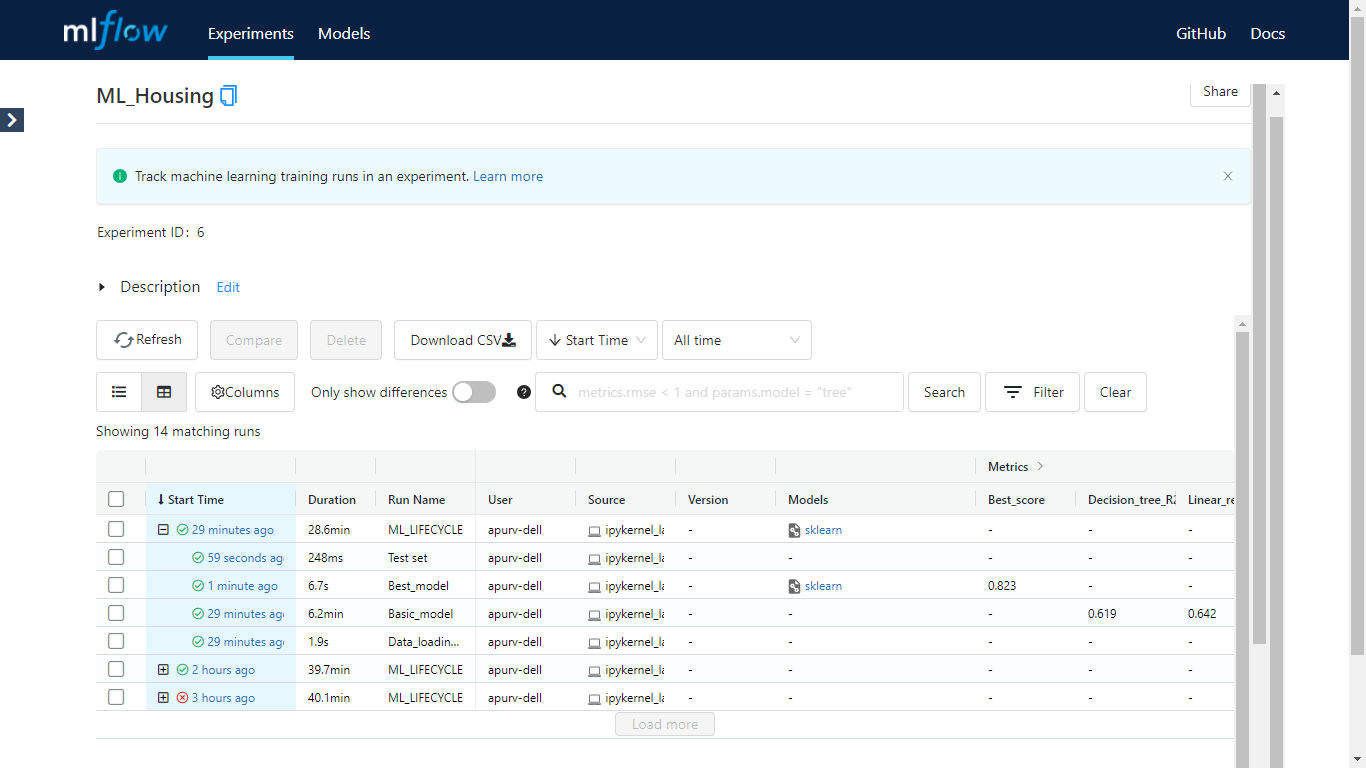 mlflow Experiments Models GitHub Docs
ML_Housing Share
Track machine learning training runs in an experiment. Learn more
Experiment ID: 6
Description Edit
Refresh Compare Delete Download CSV Start Time All time
Columns Only show differences metrics.rmse < 1 and params.model = "tree" Search Filter Clear
Showing 14 matching runs
Metrics
Start Time Duration Run Name User Source Version Models Best_score Decision_tree_R2 Linear_re
29 minutes ago 28.6min ML_LIFECYCLE apurv-dell ipykernel_la - sklearn - - -
59 seconds ag 248ms Test set apurv-dell ipykernel_la - - - - -
1 minute ago 6.7s Best_model apurv-dell ipykernel_la - sklearn 0.823 - -
29 minutes ag 6.2min Basic_model apurv-dell ipykernel_la - - - 0.619 0.642
29 minutes ag 1.9s Data_loadin... apurv-dell ipykernel_la - - - - -
2 hours ago 39.7min ML_LIFECYCLE apurv-dell ipykernel_la - - - - -
3 hours ago 40.1min ML_LIFECYCLE apurv-dell ipykernel_la - - - - -
Load more